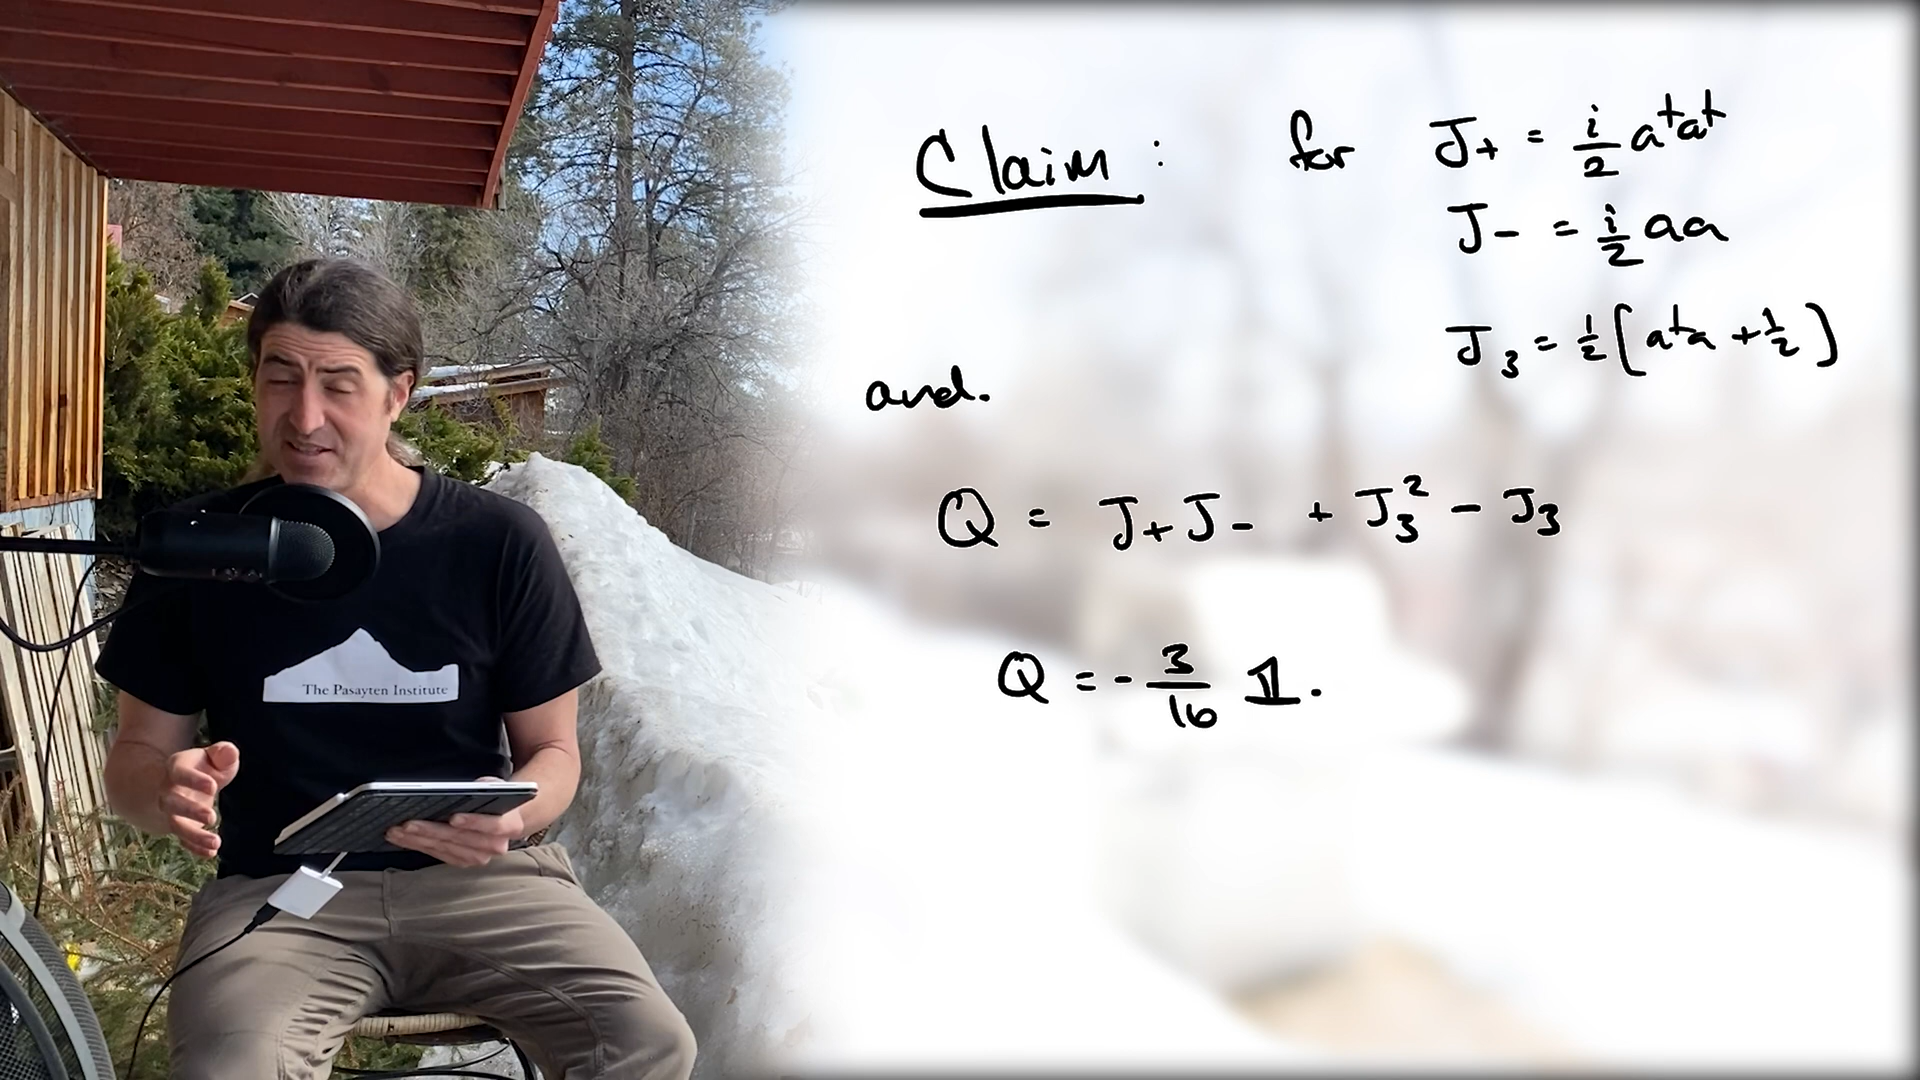 Claim: for J₊ = i/2 a†a†
J₋ = i/2 aa
J₃ = 1/2 (a†a + 1/2)
and.
Q = J₊J₋ + J₃² - J₃
Q = - 3/16 𝟙.
The Pasayten Institute